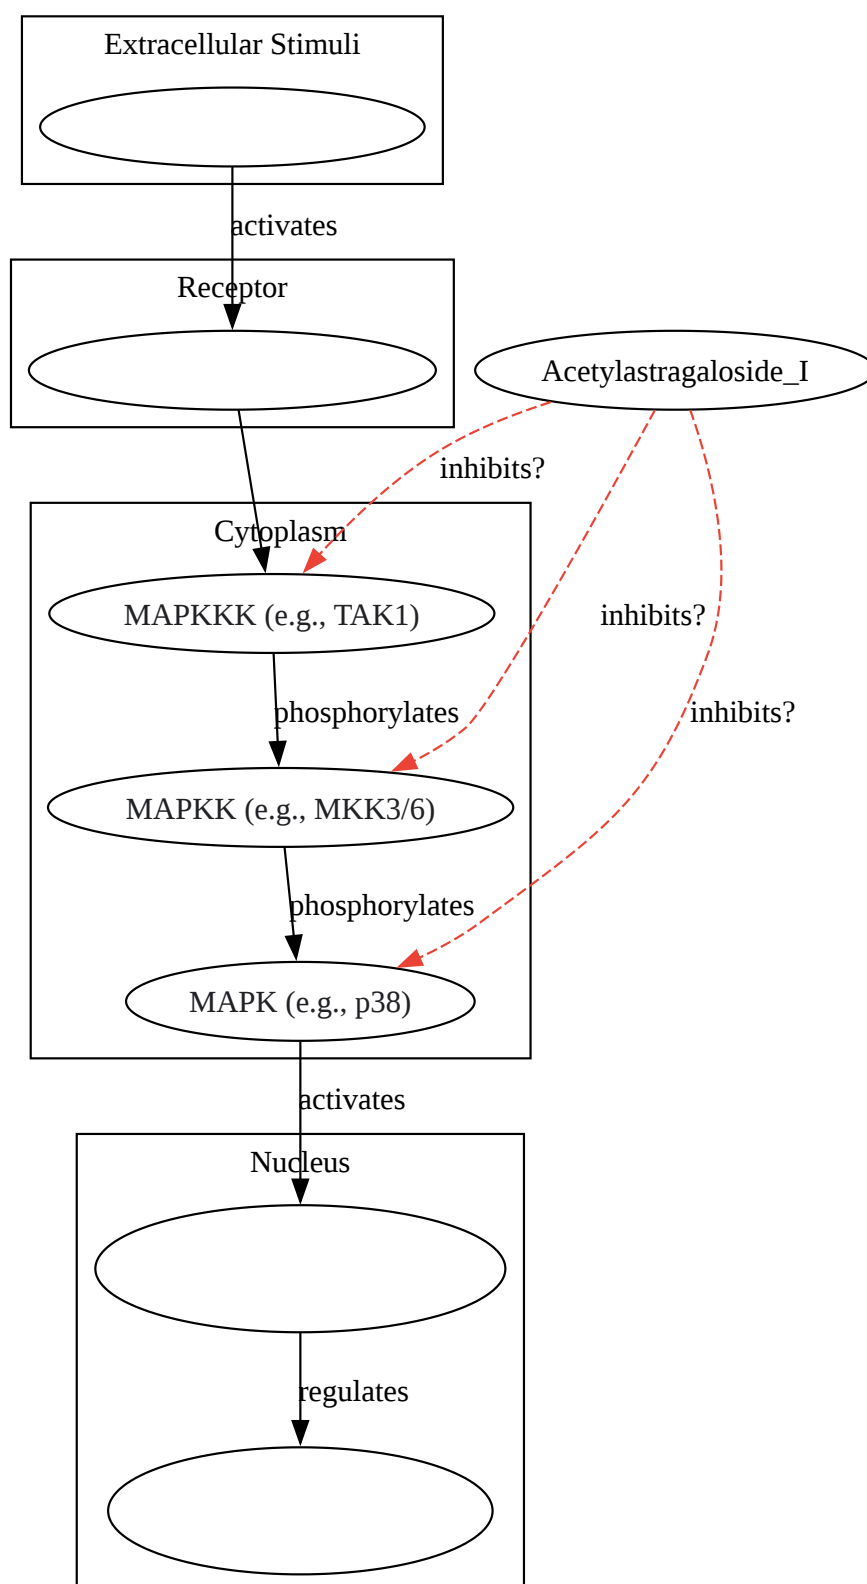 Extracellular Stimuli
activates
Receptor
Acetylastragaloside_I
inhibits?
Cytoplasm
MAPKKK (e.g., TAK1)
inhibits?
phosphorylates
inhibits?
MAPKK (e.g., MKK3/6)
phosphorylates
MAPK (e.g., p38)
activates
Nucleus
regulates